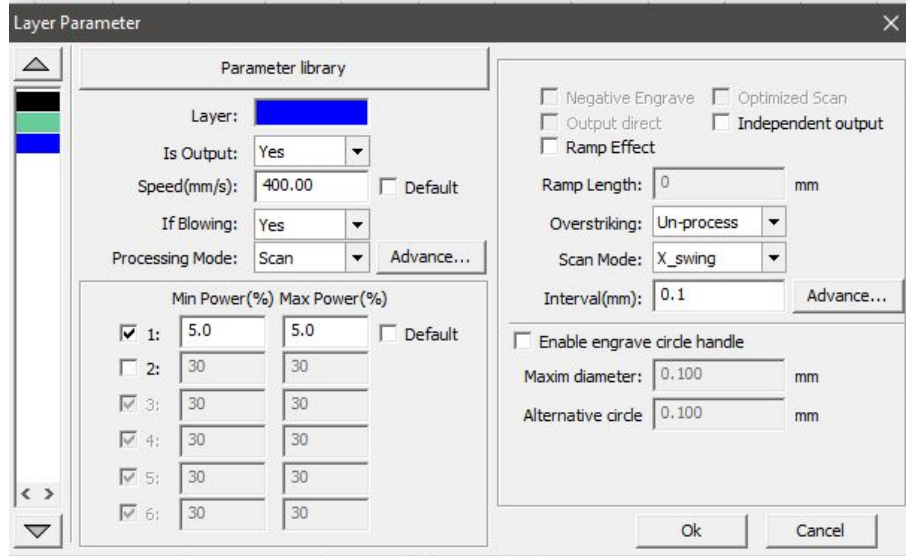 Layer Parameter
Parameter library
Layer:
Is Output: Yes
Speed(mm/s): 400.00 Default
If Blowing: Yes
Processing Mode: Scan Advance...
Min Power(%) Max Power(%)
1: 5.0 5.0 Default
2: 30 30
3: 30 30
4: 30 30
5: 30 30
6: 30 30
Negative Engrave Optimized Scan
Output direct Independent output
Ramp Effect
Ramp Length: 0 mm
Overstriking: Un-process
Scan Mode: X_swing
Interval(mm): 0.1 Advance...
Enable engrave circle handle
Maxim diameter: 0.100 mm
Alternative circle 0.100 mm
Ok Cancel